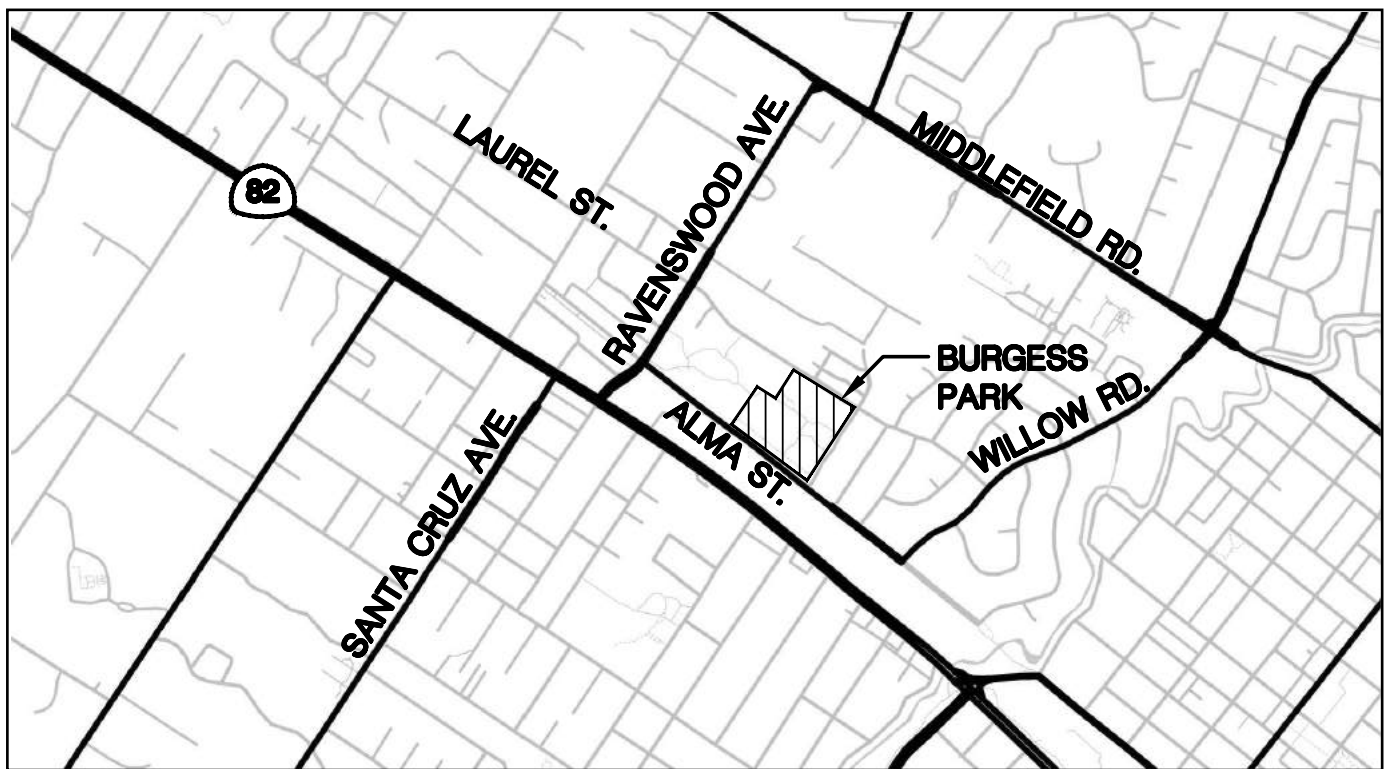 82
LAUREL ST.
RAVENSWOOD AVE.
MIDDLEFIELD RD.
BURGESS
PARK
WILLOW RD.
ALMA ST.
SANTA CRUZ AVE.